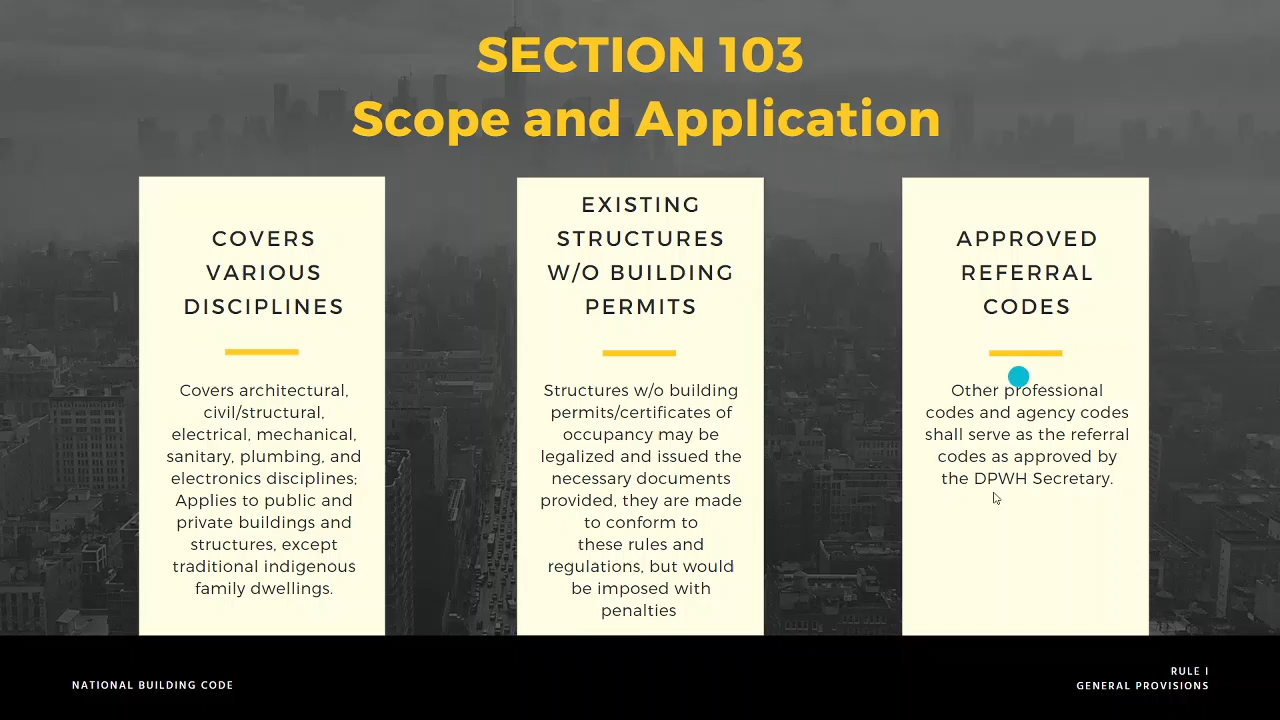 SECTION 103
Scope and Application
COVERS
VARIOUS
DISCIPLINES
Covers architectural,
civil/structural,
electrical, mechanical,
sanitary, plumbing, and
electronics disciplines;
Applies to public and
private buildings and
structures, except
traditional indigenous
family dwellings.
EXISTING
STRUCTURES
W/O BUILDING
PERMITS
Structures w/o building
permits/certificates of
occupancy may be
legalized and issued the
necessary documents
provided, they are made
to conform to
these rules and
regulations, but would
be imposed with
penalties
APPROVED
REFERRAL
CODES
Other professional
codes and agency codes
shall serve as the referral
codes as approved by
the DPWH Secretary.
NATIONAL BUILDING CODE
RULE I
GENERAL PROVISIONS